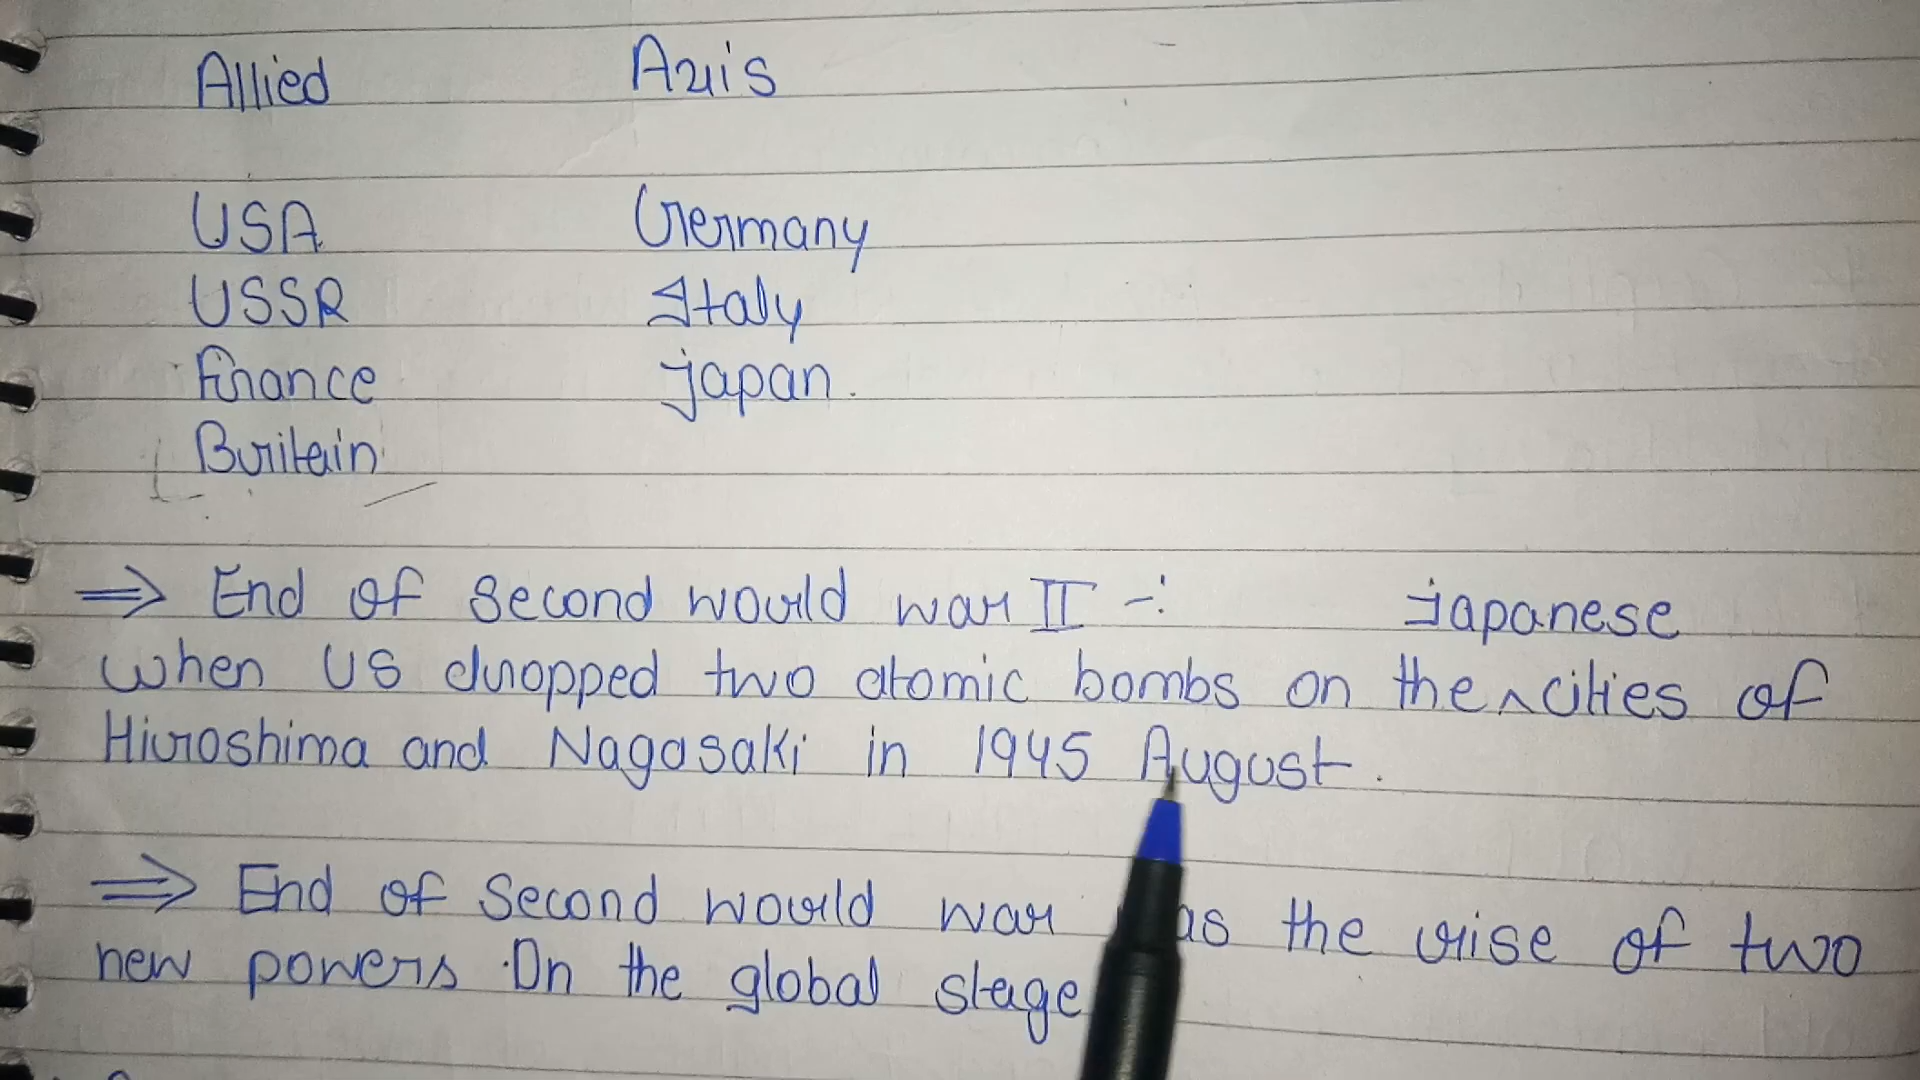 Allied Axis
USA Germany
USSR Italy
France Japan.
Britain
⇒ End of Second world war II -:
Japanese
when US dropped two atomic bombs on the ^ cities of
Hiroshima and Nagasaki in 1945 August.
⇒ End of Second world war as the rise of two
new powers On the global stage